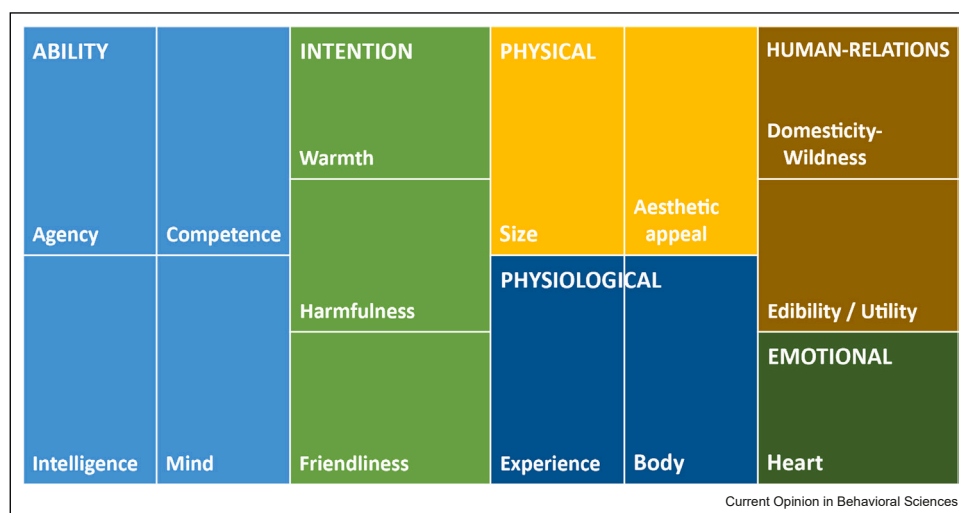 ABILITY
Agency
Competence
Intelligence
Mind
INTENTION
Warmth
Harmfulness
Friendliness
PHYSICAL
Size
Aesthetic
appeal
PHYSIOLOGICAL
Experience
Body
HUMAN-RELATIONS
Domesticity-
Wildness
Edibility / Utility
EMOTIONAL
Heart
Current Opinion in Behavioral Sciences